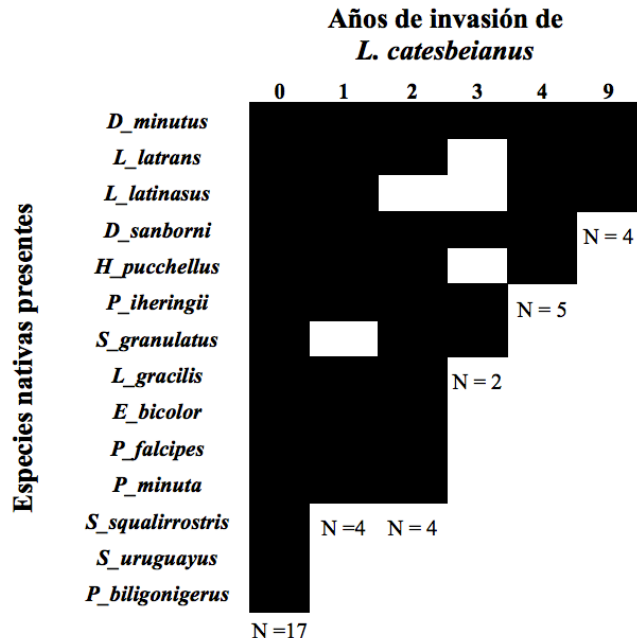 Años de invasión de
L. catesbeianus
0 1 2 3 4 9
Especies nativas presentes
D_minutus
L_latrans
L_latinasus
D_sanborni
N = 4
H_pucchellus
P_iheringii
N = 5
S_granulatus
L_gracilis
N = 2
E_bicolor
P_falcipes
P_minuta
S_squalirrostris
N =4 N = 4
S_uruguayus
P_biligonigerus
N =17